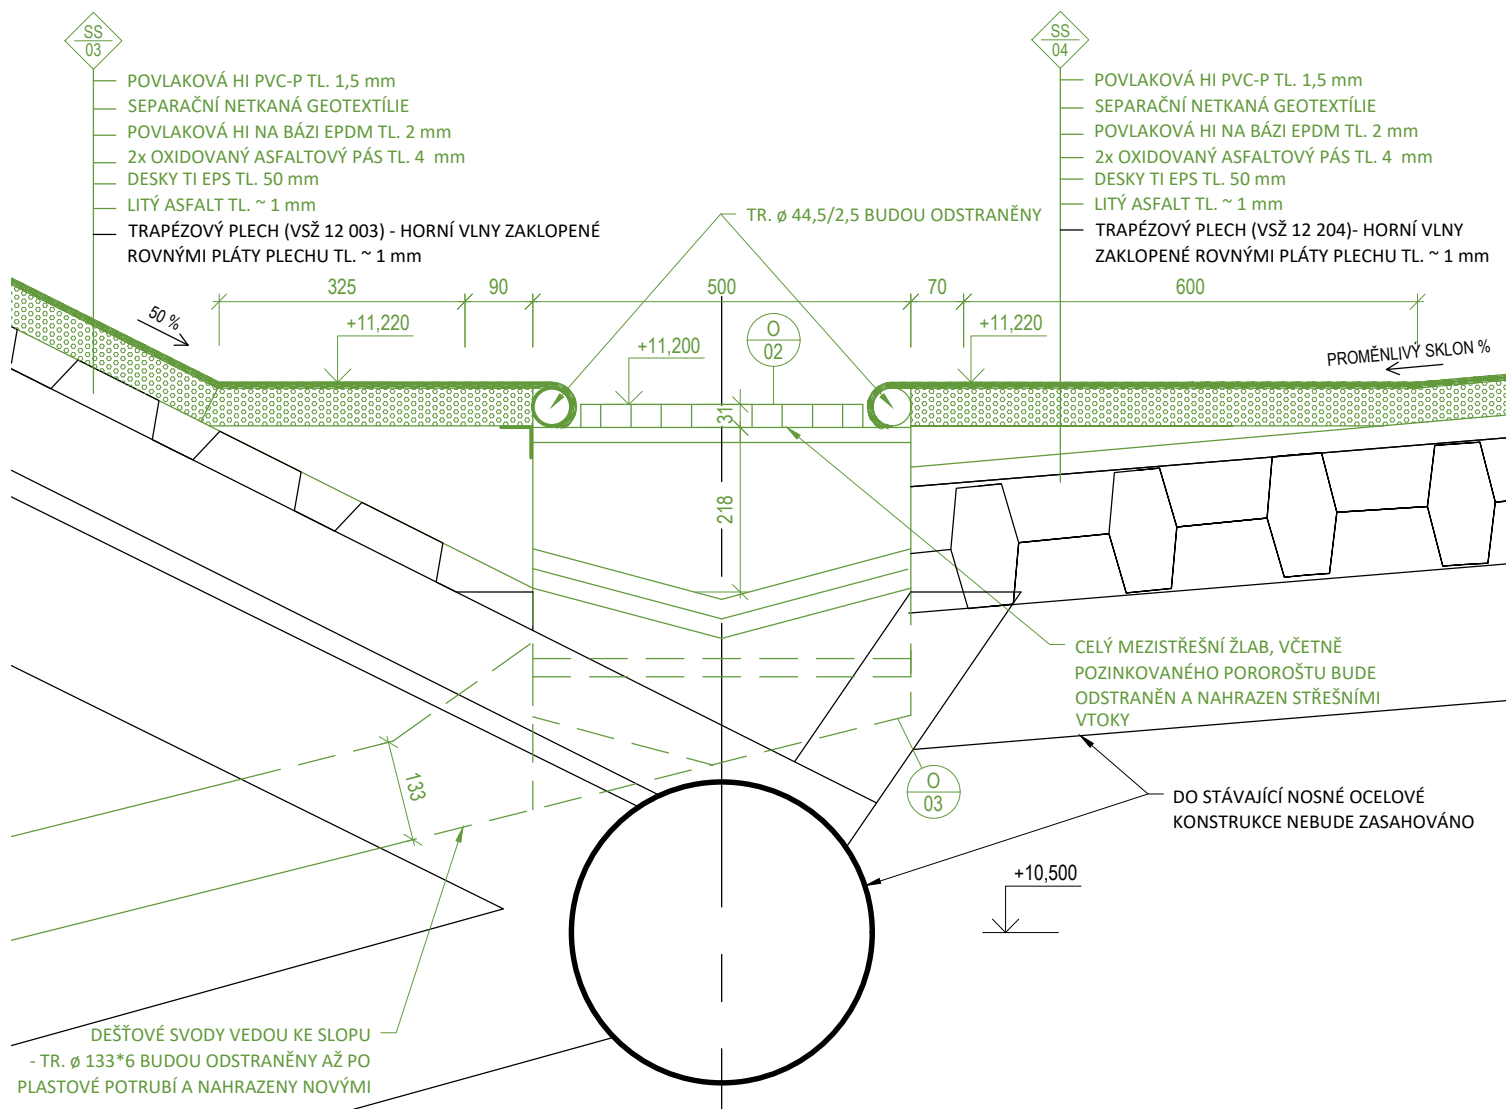 SS
03
POVLAKOVÁ HI PVC-P TL. 1,5 mm
SEPARAČNÍ NETKANÁ GEOTEXTÍLIE
POVLAKOVÁ HI NA BÁZI EPDM TL. 2 mm
2x OXIDOVANÝ ASFALTOVÝ PÁS TL. 4 mm
DESKY TI EPS TL. 50 mm
LITÝ ASFALT TL. ~ 1 mm
TRAPÉZOVÝ PLECH (VSŽ 12 003) - HORNÍ VLNY ZAKLOPENÉ
ROVNÝMI PLÁTY PLECHU TL. ~ 1 mm
SS
04
POVLAKOVÁ HI PVC-P TL. 1,5 mm
SEPARAČNÍ NETKANÁ GEOTEXTÍLIE
POVLAKOVÁ HI NA BÁZI EPDM TL. 2 mm
2x OXIDOVANÝ ASFALTOVÝ PÁS TL. 4 mm
DESKY TI EPS TL. 50 mm
LITÝ ASFALT TL. ~ 1 mm
TRAPÉZOVÝ PLECH (VSŽ 12 204)- HORNÍ VLNY
ZAKLOPENÉ ROVNÝMI PLÁTY PLECHU TL. ~ 1 mm
TR. ø 44,5/2,5 BUDOU ODSTRANĚNY
325
90
500
70
600
50 %
+11,220
+11,200
O
02
+11,220
PROMĚNLIVÝ SKLON %
31
218
CELÝ MEZISTŘEŠNÍ ŽLAB, VČETNĚ
POZINKOVANÉHO POROROŠTU BUDE
ODSTRANĚN A NAHRAZEN STŘEŠNÍMI
VTOKY
133
O
03
DO STÁVAJÍCÍ NOSNÉ OCELOVÉ
KONSTRUKCE NEBUDE ZASAHOVÁNO
+10,500
DEŠŤOVÉ SVODY VEDOU KE SLOPU
- TR. ø 133*6 BUDOU ODSTRANĚNY AŽ PO
PLASTOVÉ POTRUBÍ A NAHRAZENY NOVÝMI